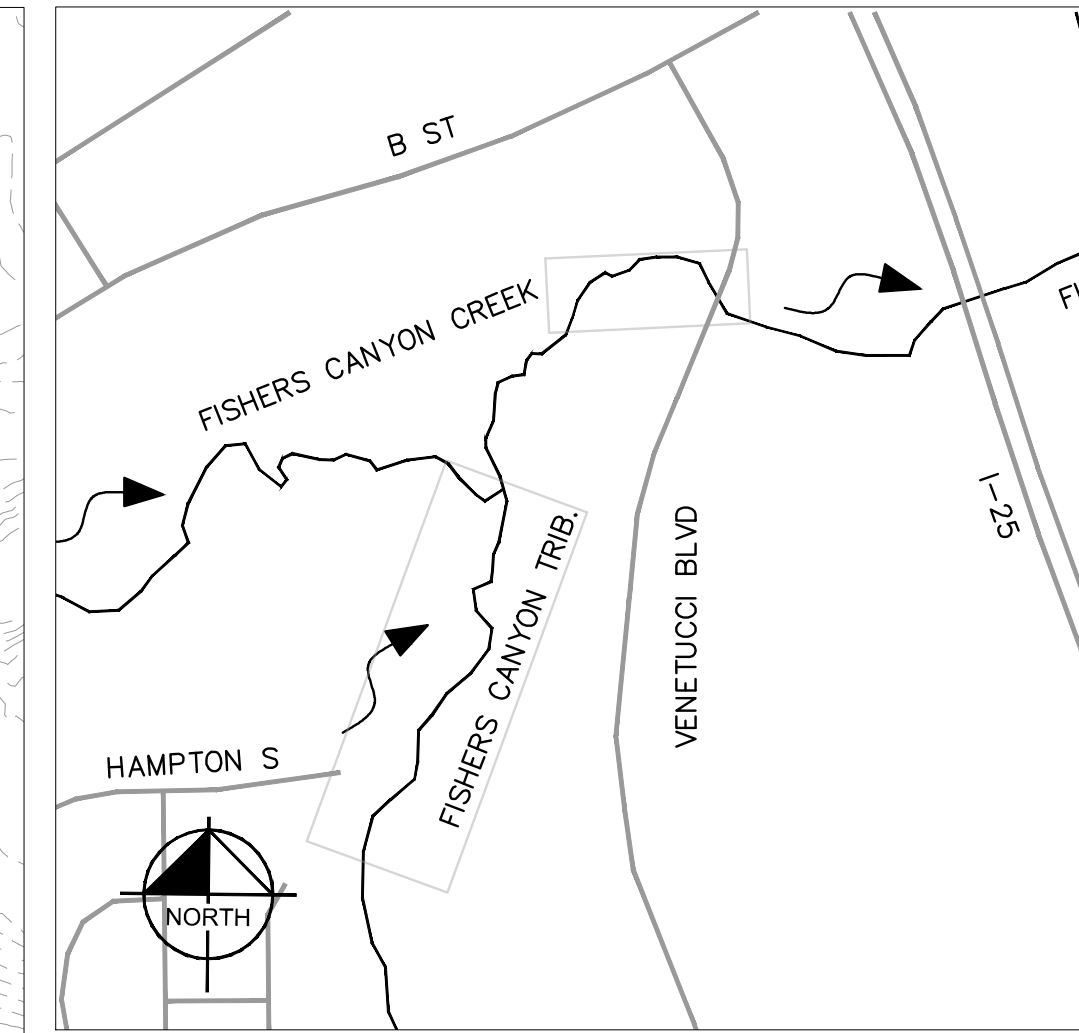 B ST
FISHERS CANYON CREEK
I-25
FISHERS CANYON TRIB.
VENETUCCI BLVD
HAMPTON S
NORTH